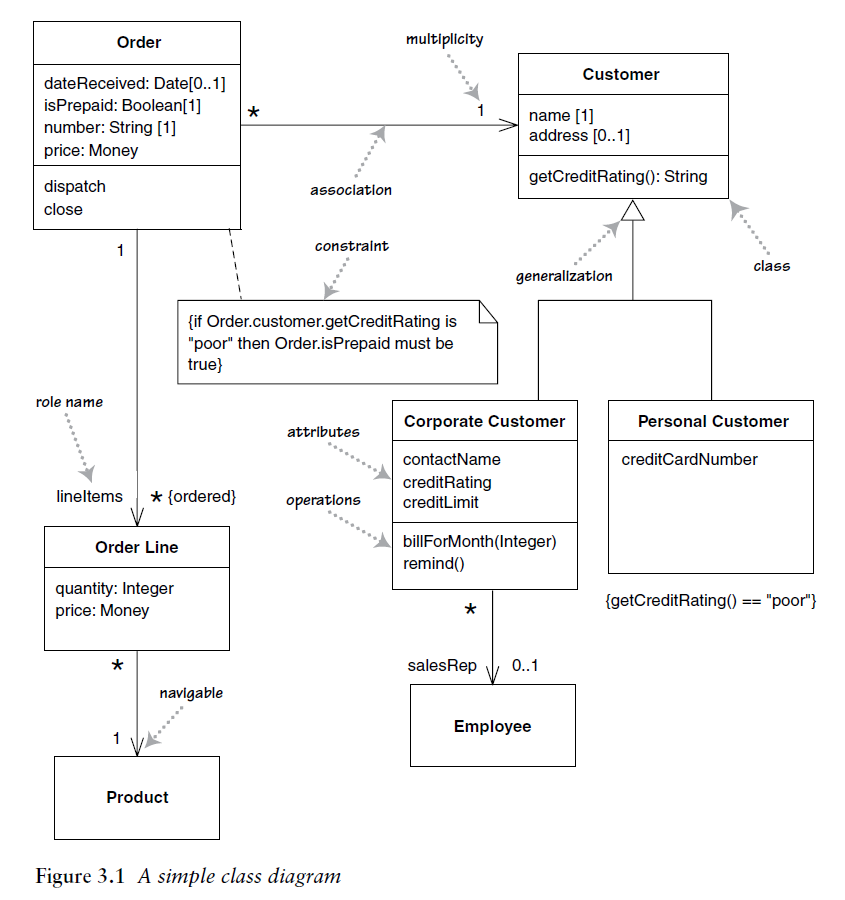 Order
dateReceived: Date[0..1]
isPrepaid: Boolean[1]
number: String [1]
price: Money
dispatch
close
multiplicity
*
1
association
Customer
name [1]
address [0..1]
getCreditRating(): String
class
generalization
constraint
{if Order.customer.getCreditRating is
"poor" then Order.isPrepaid must be
true}
1
role name
lineItems
* {ordered}
Order Line
quantity: Integer
price: Money
*
navigable
1
Product
attributes
operations
Corporate Customer
contactName
creditRating
creditLimit
billForMonth(Integer)
remind()
Personal Customer
creditCardNumber
{getCreditRating() == "poor"}
*
salesRep
0..1
Employee
Figure 3.1 A simple class diagram